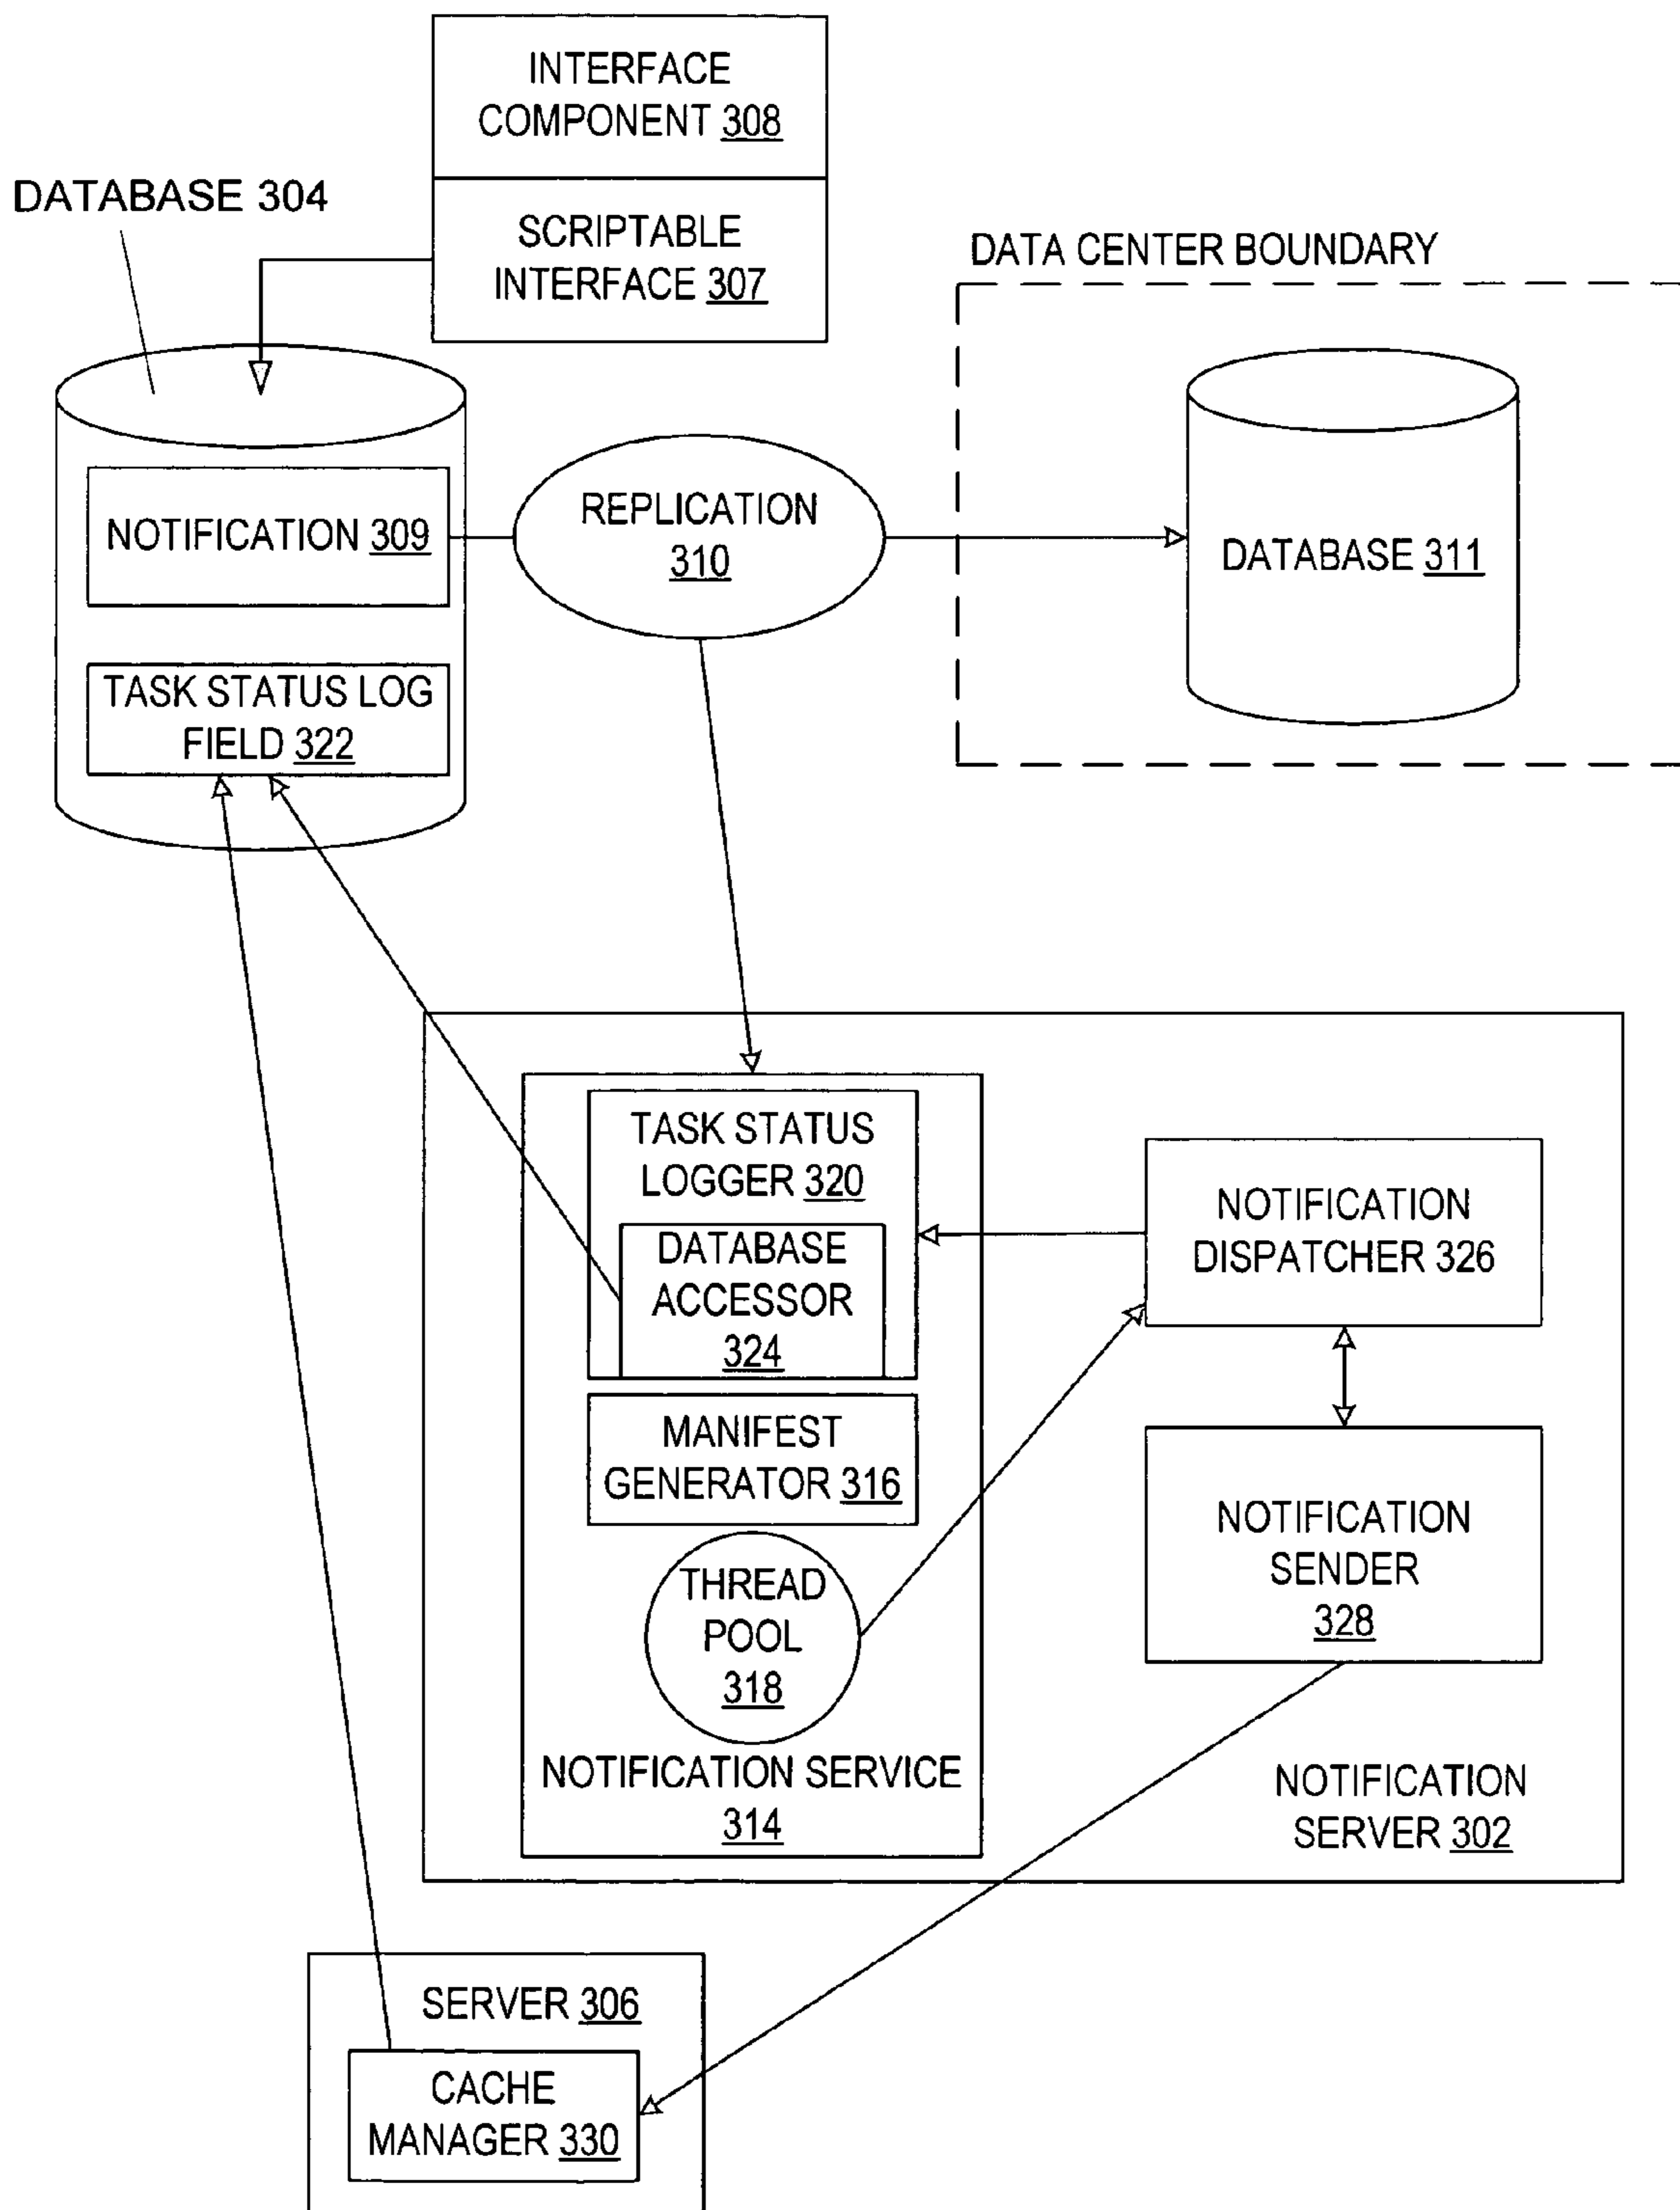 INTERFACE
COMPONENT 308
DATABASE 304
SCRIPTABLE
INTERFACE 307
DATA CENTER BOUNDARY
NOTIFICATION 309
REPLICATION
310
DATABASE 311
TASK STATUS LOG
FIELD 322
TASK STATUS
LOGGER 320
DATABASE
ACCESSOR
324
NOTIFICATION
DISPATCHER 326
MANIFEST
GENERATOR 316
NOTIFICATION
SENDER
328
THREAD
POOL
318
NOTIFICATION SERVICE
314
NOTIFICATION
SERVER 302
SERVER 306
CACHE
MANAGER 330